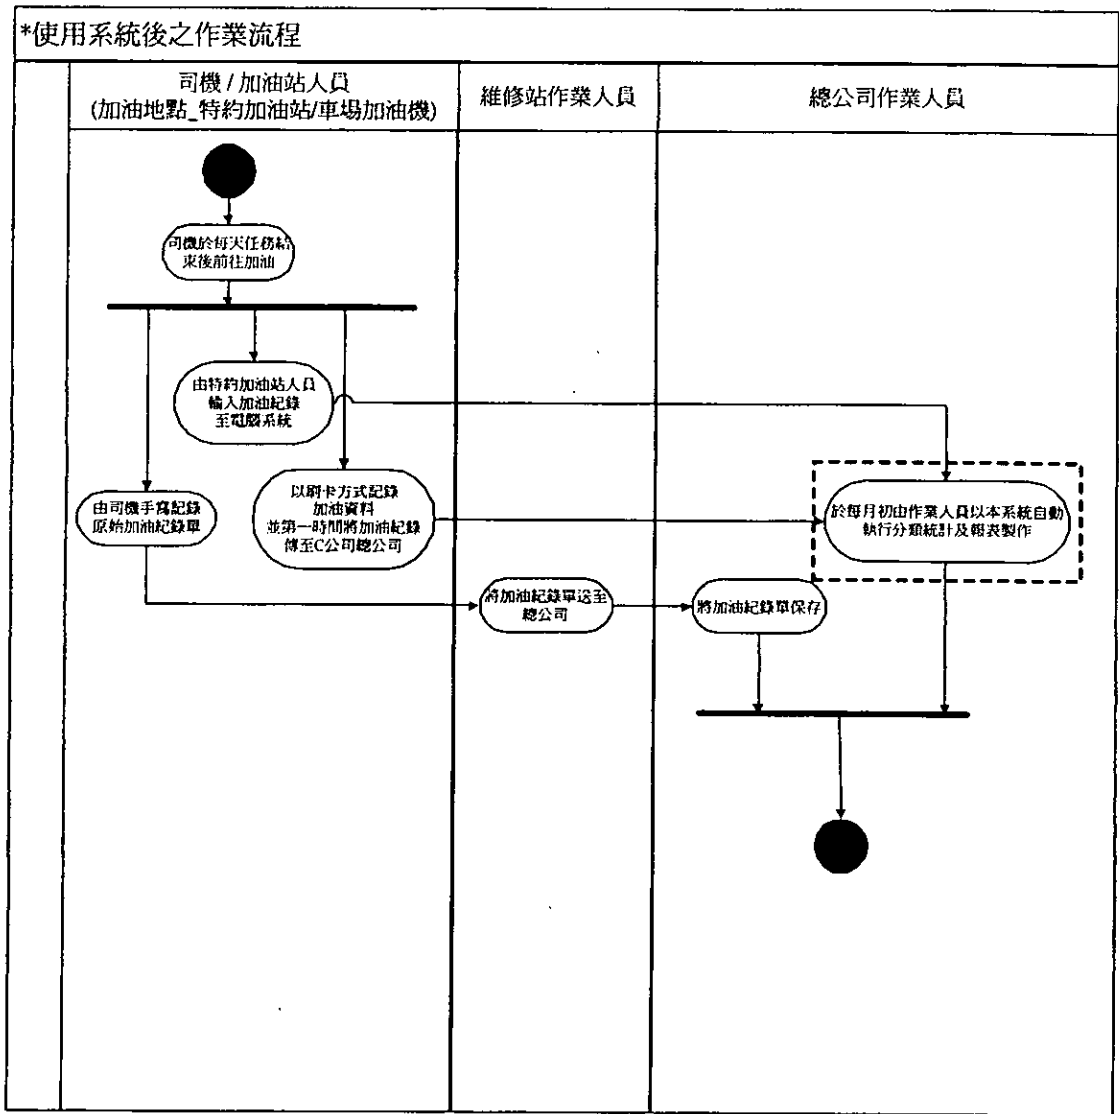 *使用系統後之作業流程
司機 / 加油站人員
(加油地點_特約加油站/車場加油機)
維修站作業人員
總公司作業人員
司機於每天任務結
束後前往加油
由特約加油站人員
輸入加油紀錄
至電腦系統
由司機手寫記錄
原始加油紀錄單
以刷卡方式記錄
加油資料
並第一時間將加油紀錄
傳至C公司總公司
於每月初由作業人員以本系統自動
執行分類統計及報表製作
將加油紀錄單送至
總公司
將加油紀錄單保存